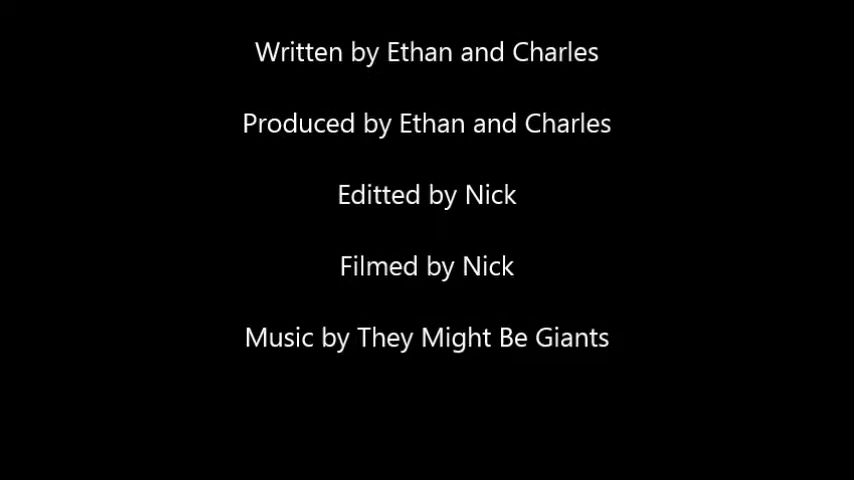 Written by Ethan and Charles
Produced by Ethan and Charles
Editted by Nick
Filmed by Nick
Music by They Might Be Giants